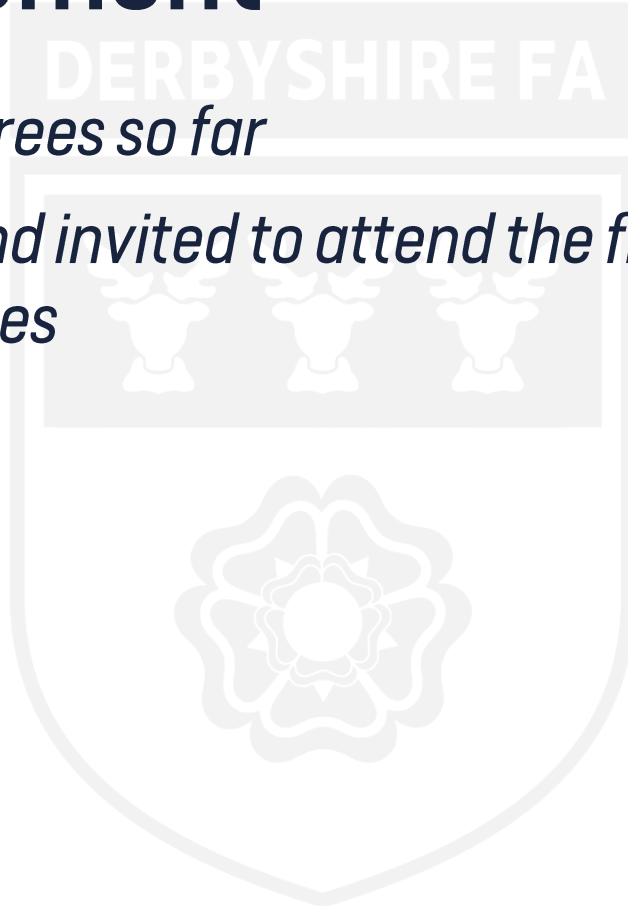 DERBYSHIRE FA
rees so far
nd invited to attend the
es